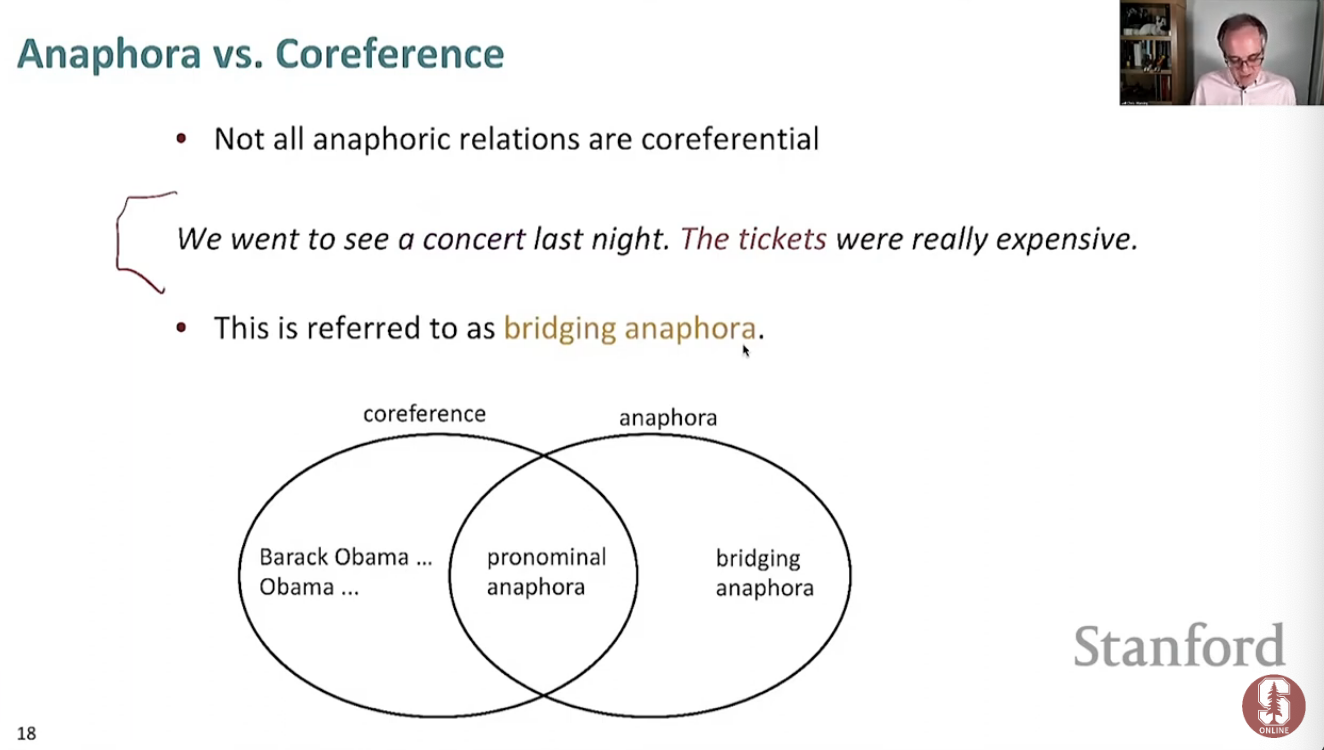 Anaphora vs. Coreference
• Not all anaphoric relations are coreferential
We went to see a concert last night. The tickets were really expensive.
• This is referred to as bridging anaphora.
coreference
anaphora
Barack Obama ...
Obama ...
pronominal
anaphora
bridging
anaphora
Stanford
S
ONLINE
18